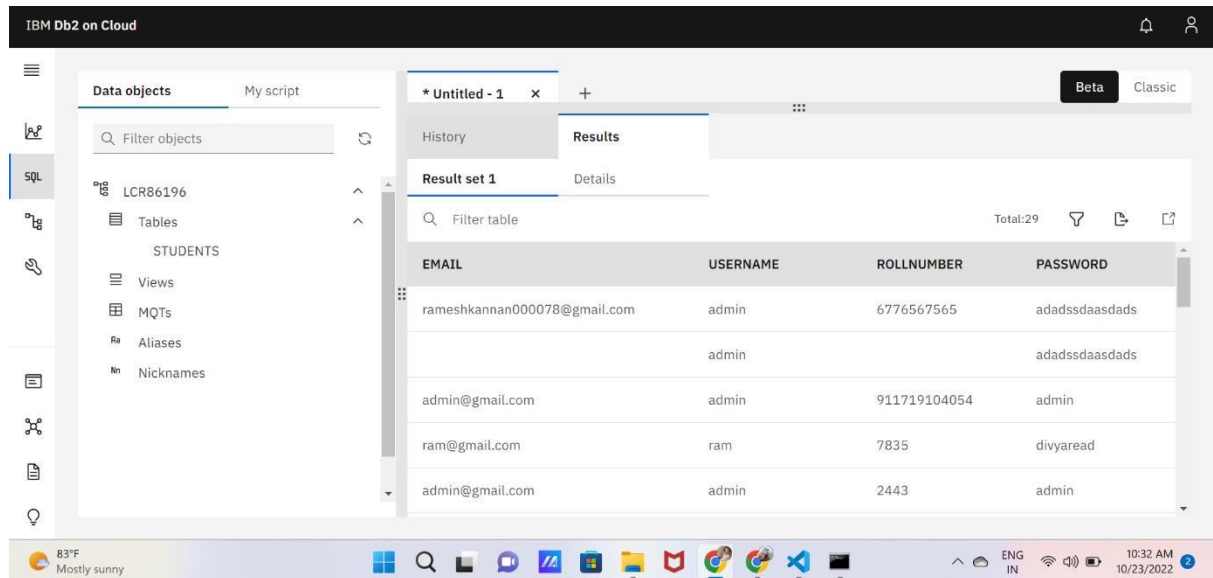 IBM Db2 on Cloud
Data objects My script
* Untitled - 1 × +
Beta Classic
Filter objects
History Results
SQL
Result set 1 Details
LCR86196
Filter table Total:29
Tables
STUDENTS
EMAIL USERNAME ROLLNUMBER PASSWORD
Views
rameshkannan000078@gmail.com admin 6776567565 adadssdaasdads
MQTs
Ra Aliases
admin adadssdaasdads
Nn Nicknames
admin@gmail.com admin 911719104054 admin
ram@gmail.com ram 7835 divyaread
admin@gmail.com admin 2443 admin
83°F
Mostly sunny
ENG
IN
10:32 AM
10/23/2022
2